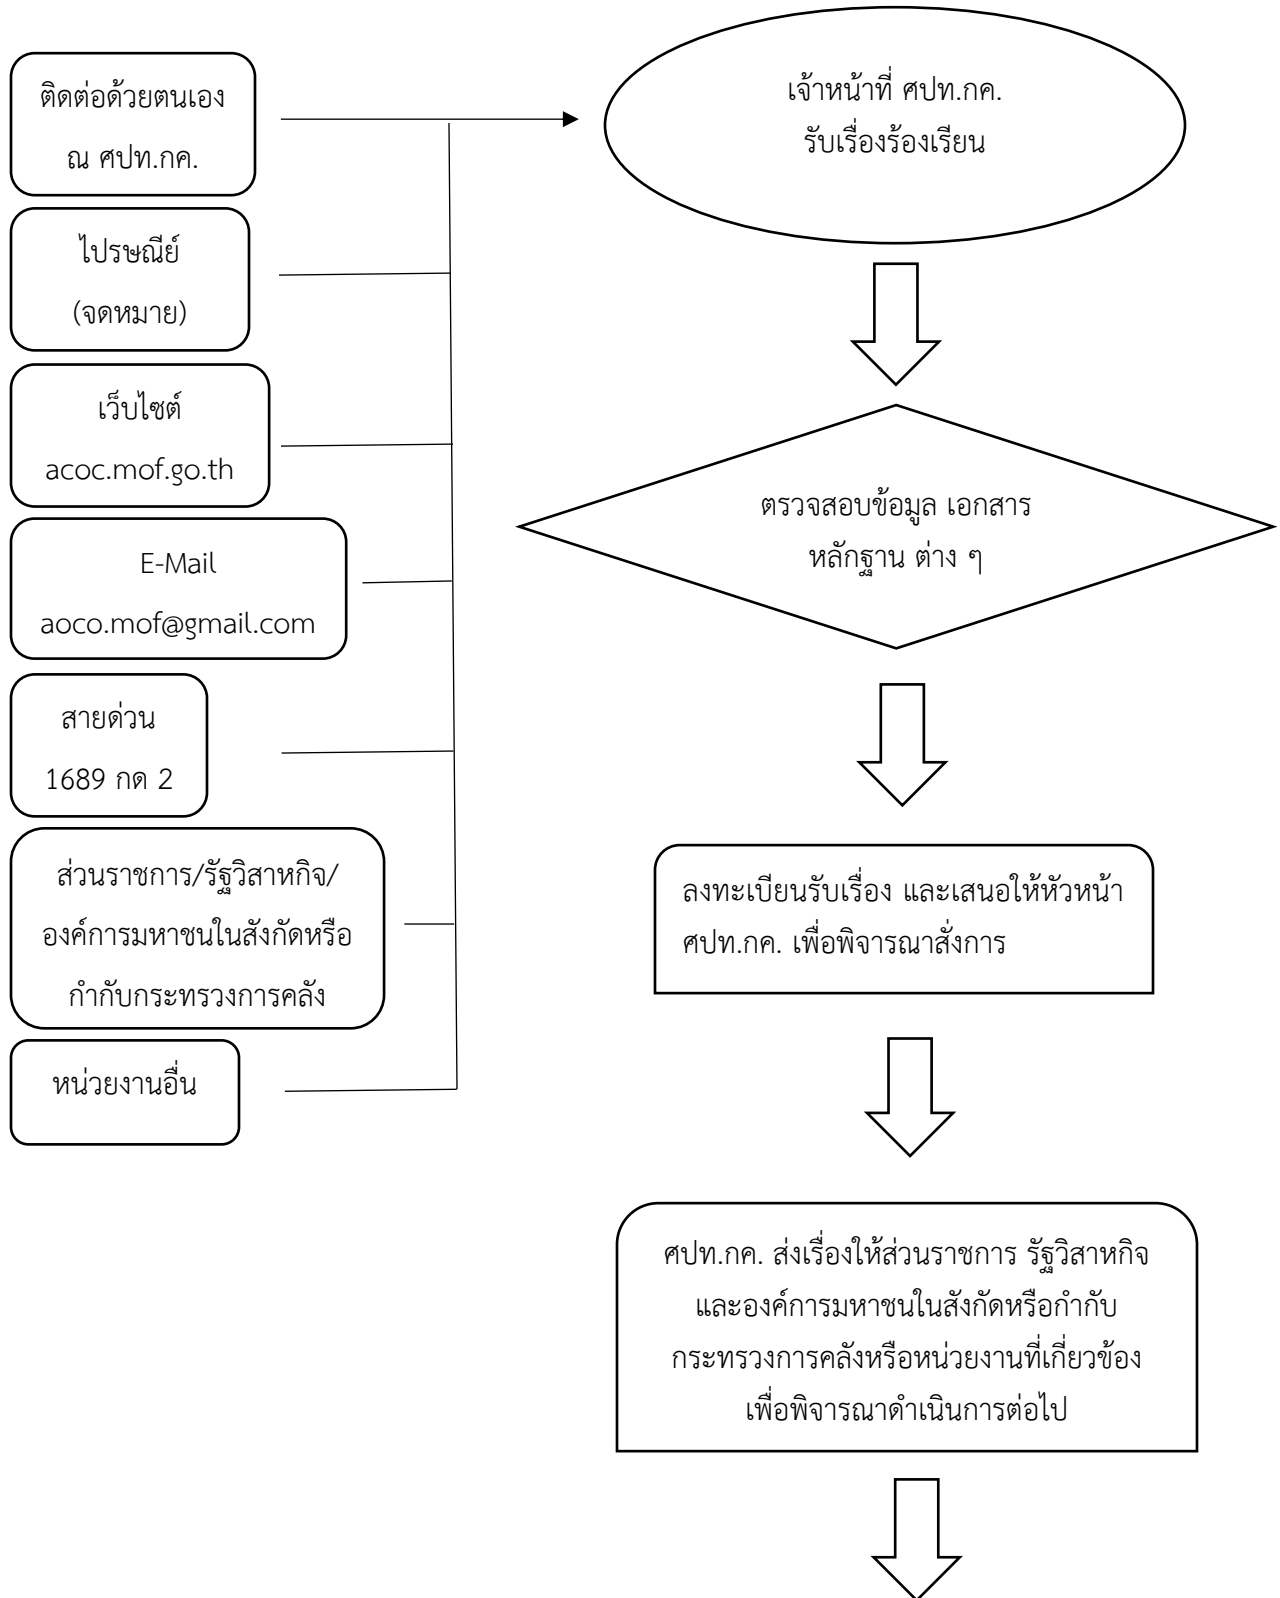 ติดต่อด้วยตนเอง
ณ ศปท.กค.
ไปรษณีย์
(จดหมาย)
เว็บไซต์
acoc.mof.go.th
E-Mail
aoco.mof@gmail.com
สายด่วน
1689 กด 2
ส่วนราชการ/รัฐวิสาหกิจ/
องค์การมหาชนในสังกัดหรือ
กำกับกระทรวงการคลัง
หน่วยงานอื่น
เจ้าหน้าที่ ศปท.กค.
รับเรื่องร้องเรียน
ตรวจสอบข้อมูล เอกสาร
หลักฐาน ต่าง ๆ
ลงทะเบียนรับเรื่อง และเสนอให้หัวหน้า
ศปท.กค. เพื่อพิจารณาสั่งการ
ศปท.กค. ส่งเรื่องให้ส่วนราชการ รัฐวิสาหกิจ
และองค์การมหาชนในสังกัดหรือกำกับ
กระทรวงการคลังหรือหน่วยงานที่เกี่ยวข้อง
เพื่อพิจารณาดำเนินการต่อไป